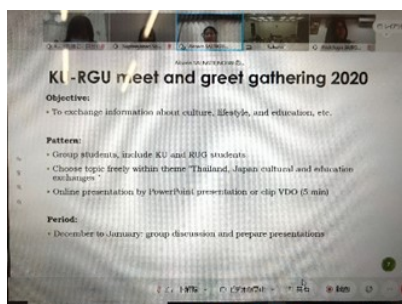 KU-RGU meet and greet gathering 2020
Objective:
• To exchange information about culture, lifestyle, and education, etc.
Pattern:
• Group students, include KU and RUG students
• Choose topic freely within theme "Thailand, Japan cultural and education
exchanges"
• Online presentation by PowerPoint presentation or clip VDO (5 min)
Period:
• December to January: group discussion and prepare presentations